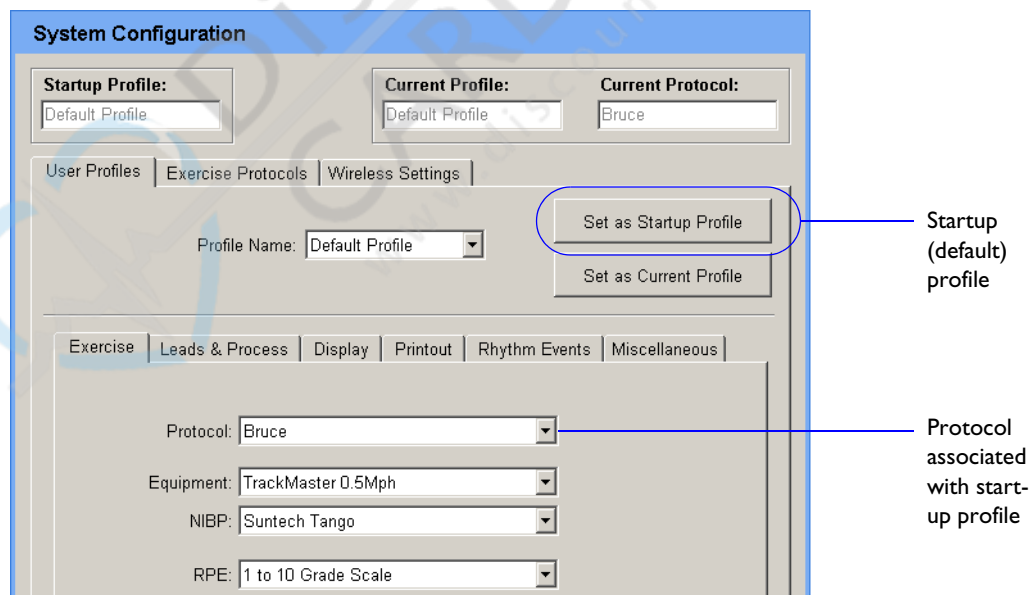 System Configuration
Startup Profile:
Default Profile
Current Profile:
Default Profile
Current Protocol:
Bruce
User Profiles
Exercise Protocols
Wireless Settings
Profile Name: Default Profile
Set as Startup Profile
Set as Current Profile
Startup
(default)
profile
Exercise
Leads & Process
Display
Printout
Rhythm Events
Miscellaneous
Protocol: Bruce
Equipment: TrackMaster 0.5Mph
NIBP: Suntech Tango
RPE: 1 to 10 Grade Scale
Protocol
associated
with start-
up profile